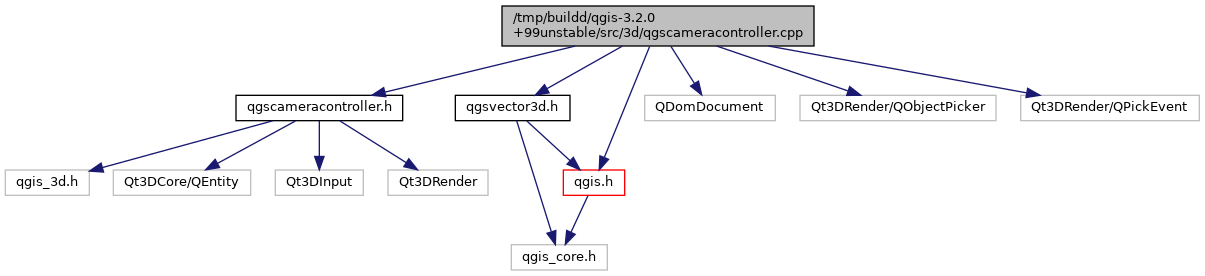 /tmp/buildd/qgis-3.2.0
+99unstable/src/3d/qgscameracontroller.cpp
qgscameracontroller.h
qgsvector3d.h
QDomDocument
Qt3DRender/QObjectPicker
Qt3DRender/QPickEvent
qgis_3d.h
Qt3DCore/QEntity
Qt3DInput
Qt3DRender
qgis.h
qgis_core.h